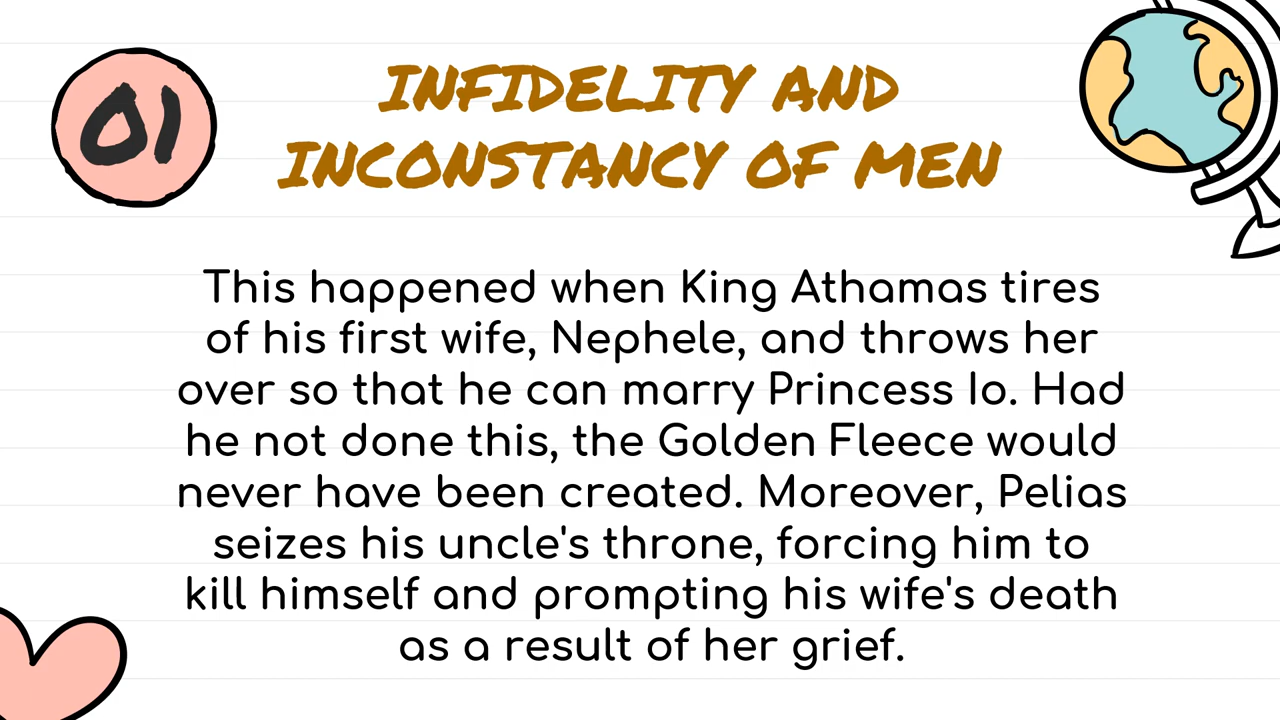 01
INFIDELITY AND
INCONSTANCY OF MEN
This happened when King Athamas tires
of his first wife, Nephele, and throws her
over so that he can marry Princess Io. Had
he not done this, the Golden Fleece would
never have been created. Moreover, Pelias
seizes his uncle's throne, forcing him to
kill himself and prompting his wife's death
as a result of her grief.